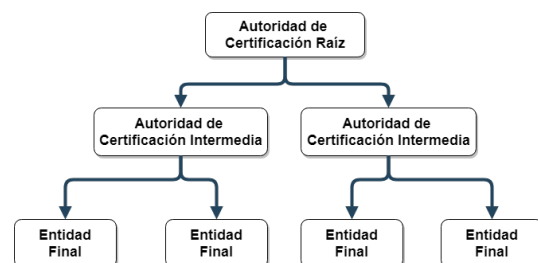 Autoridad de
Certificación Raíz
Autoridad de
Certificación Intermedia
Autoridad de
Certificación Intermedia
Entidad
Final
Entidad
Final
Entidad
Final
Entidad
Final